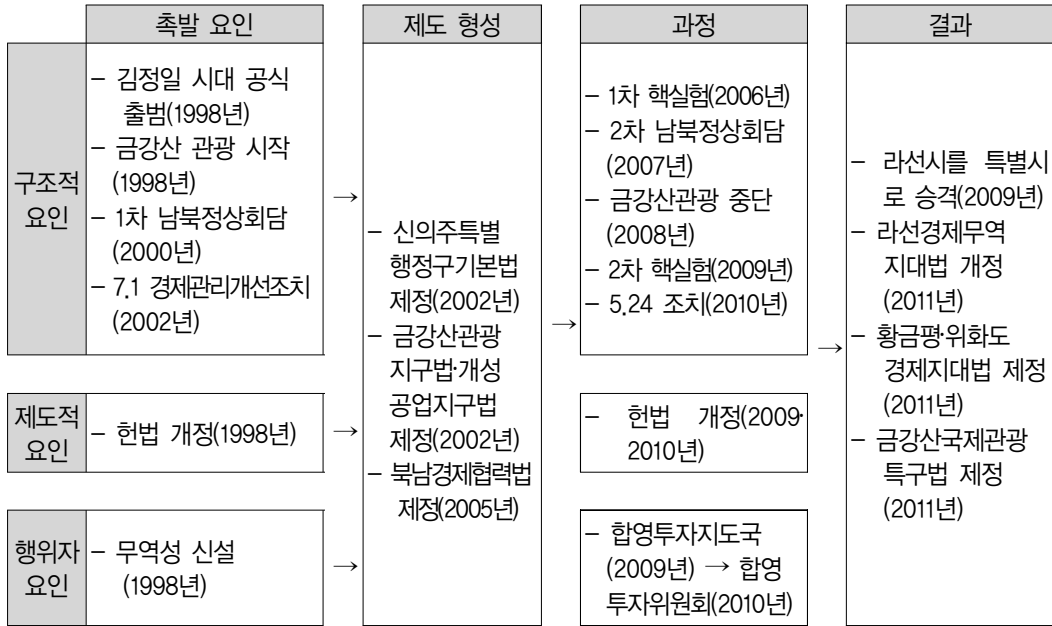 촉발 요인
제도 형성
과정
결과
구조적
요인
– 김정일 시대 공식
출범(1998년)
– 금강산 관광 시작
(1998년)
– 1차 남북정상회담
(2000년)
– 7.1 경제관리개선조치
(2002년)
→
제도적
요인
– 헌법 개정(1998년)
→
행위자
요인
– 무역성 신설
(1998년)
→
– 신의주특별
행정구기본법
제정(2002년)
– 금강산관광
지구법·개성
공업지구법
제정(2002년)
– 북남경제협력법
제정(2005년)
→
– 1차 핵실험(2006년)
– 2차 남북정상회담
(2007년)
– 금강산관광 중단
(2008년)
– 2차 핵실험(2009년)
– 5.24 조치(2010년)
– 헌법 개정(2009·
2010년)
– 합영투자지도국
(2009년) → 합영
투자위원회(2010년)
→
– 라선시를 특별시
로 승격(2009년)
– 라선경제무역
지대법 개정
(2011년)
– 황금평·위화도
경제지대법 제정
(2011년)
– 금강산국제관광
특구법 제정
(2011년)